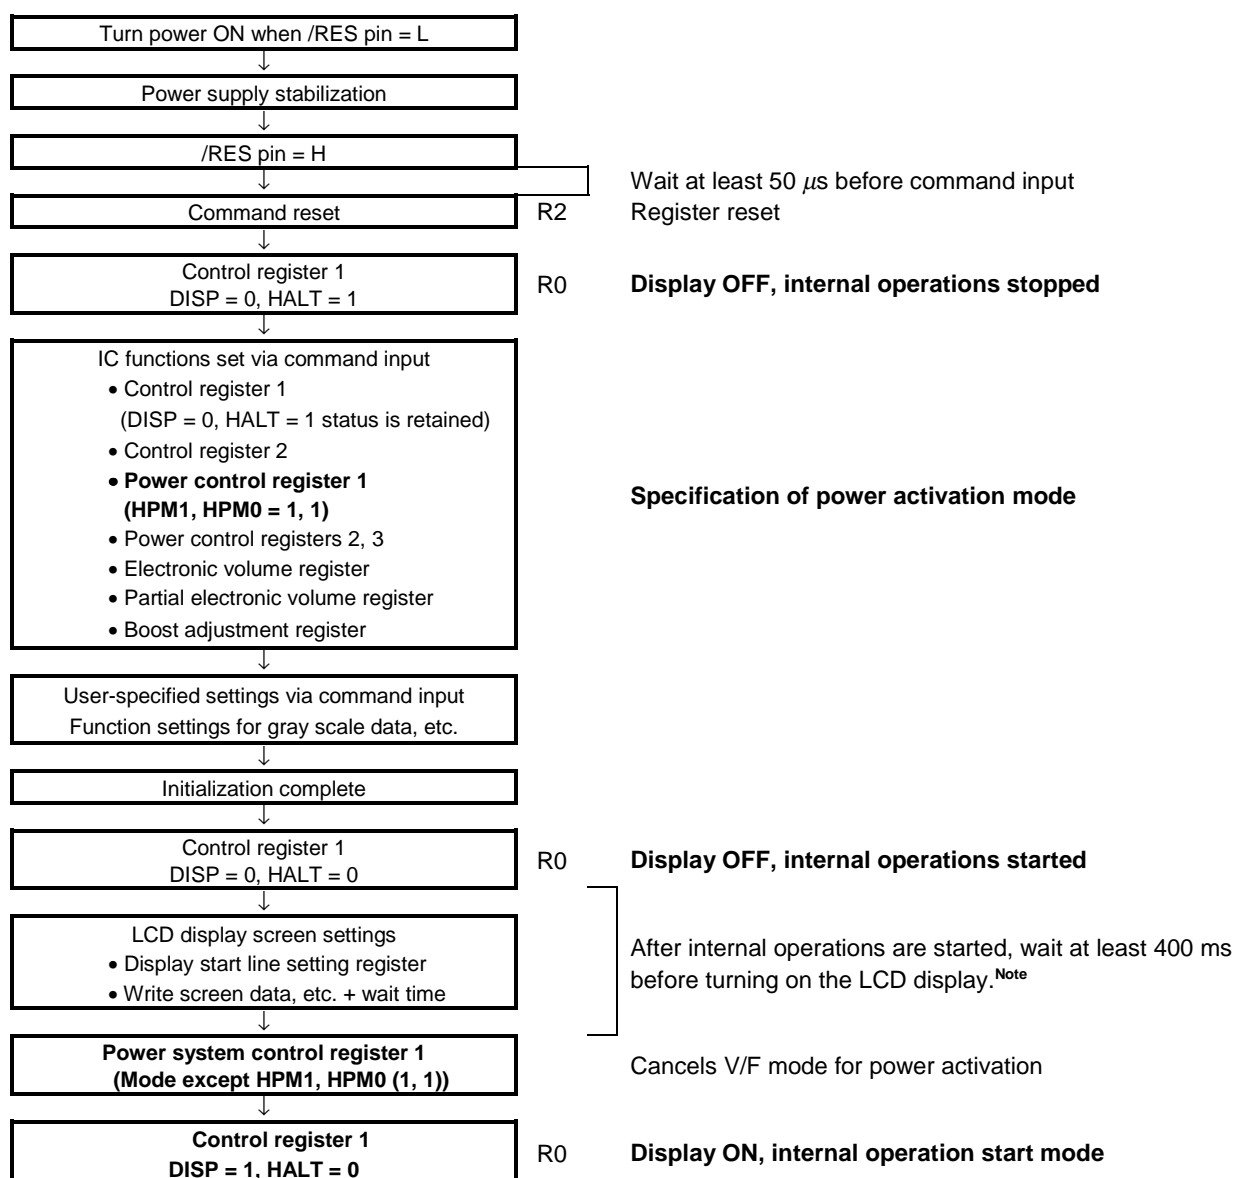 Turn power ON when /RES pin = L
↓
Power supply stabilization
↓
/RES pin = H
↓
Wait at least 50 μs before command input
Command reset R2 Register reset
↓
Control register 1
DISP = 0, HALT = 1
R0 Display OFF, internal operations stopped
↓
IC functions set via command input
• Control register 1
(DISP = 0, HALT = 1 status is retained)
• Control register 2
• Power control register 1
(HPM1, HPM0 = 1, 1)
Specification of power activation mode
• Power control registers 2, 3
• Electronic volume register
• Partial electronic volume register
• Boost adjustment register
↓
User-specified settings via command input
Function settings for gray scale data, etc.
↓
Initialization complete
↓
Control register 1
DISP = 0, HALT = 0
R0 Display OFF, internal operations started
↓
LCD display screen settings
• Display start line setting register
• Write screen data, etc. + wait time
After internal operations are started, wait at least 400 ms
before turning on the LCD display.Note
↓
Power system control register 1
(Mode except HPM1, HPM0 (1, 1))
Cancels V/F mode for power activation
↓
Control register 1
DISP = 1, HALT = 0
R0 Display ON, internal operation start mode